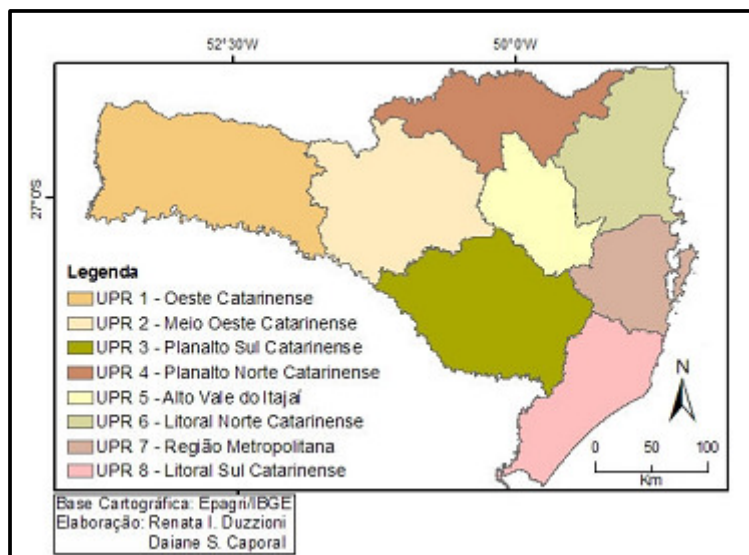 52°30'W
50°0'W
27°0'S
Legenda
UPR 1 - Oeste Catarinense
UPR 2 - Meio Oeste Catarinense
UPR 3 - Planalto Sul Catarinense
UPR 4 - Planalto Norte Catarinense
UPR 5 - Alto Vale do Itajaí
UPR 6 - Litoral Norte Catarinense
UPR 7 - Região Metropolitana
UPR 8 - Litoral Sul Catarinense
N
0 50 100
Km
Base Cartográfica: Epagri/IBGE
Elaboração: Renata I. Duzzioni
Daiane S. Caporal